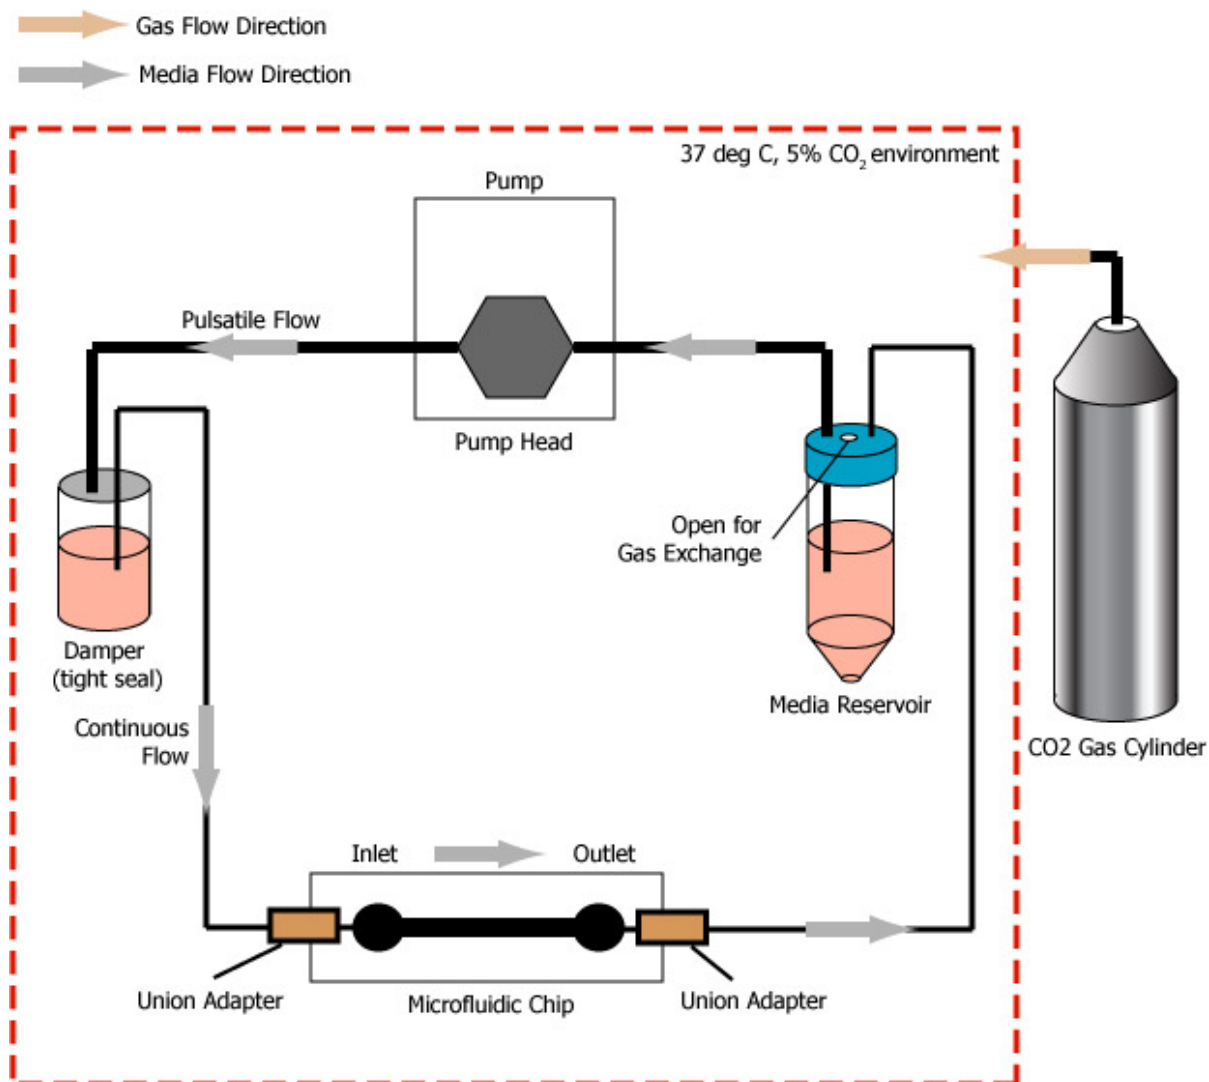 Gas Flow Direction
Media Flow Direction
37 deg C, 5% CO₂ environment
Pump
Pulsatile Flow
Pump Head
Open for
Gas Exchange
Damper
(tight seal)
Media Reservoir
Continuous
Flow
CO2 Gas Cylinder
Inlet
Outlet
Union Adapter
Microfluidic Chip
Union Adapter